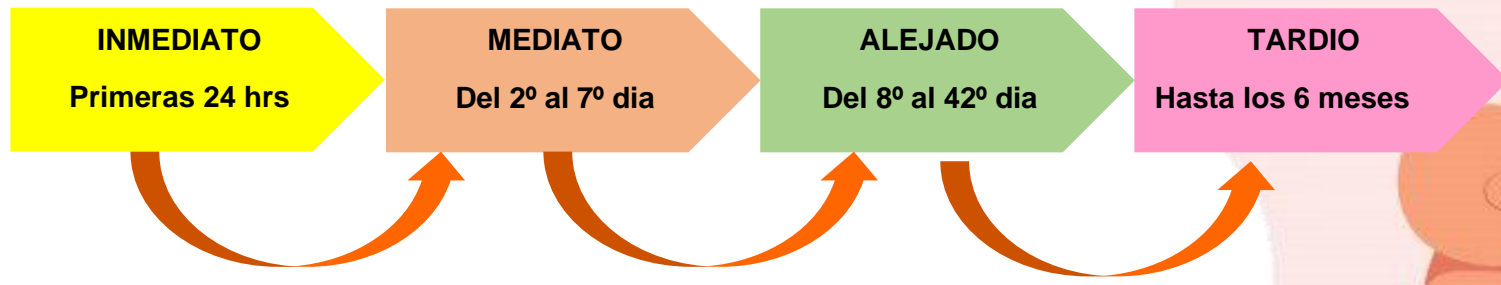 INMEDIATO
Primeras 24 hrs
MEDIATO
Del 2º al 7º dia
ALEJADO
Del 8º al 42º dia
TARDIO
Hasta los 6 meses